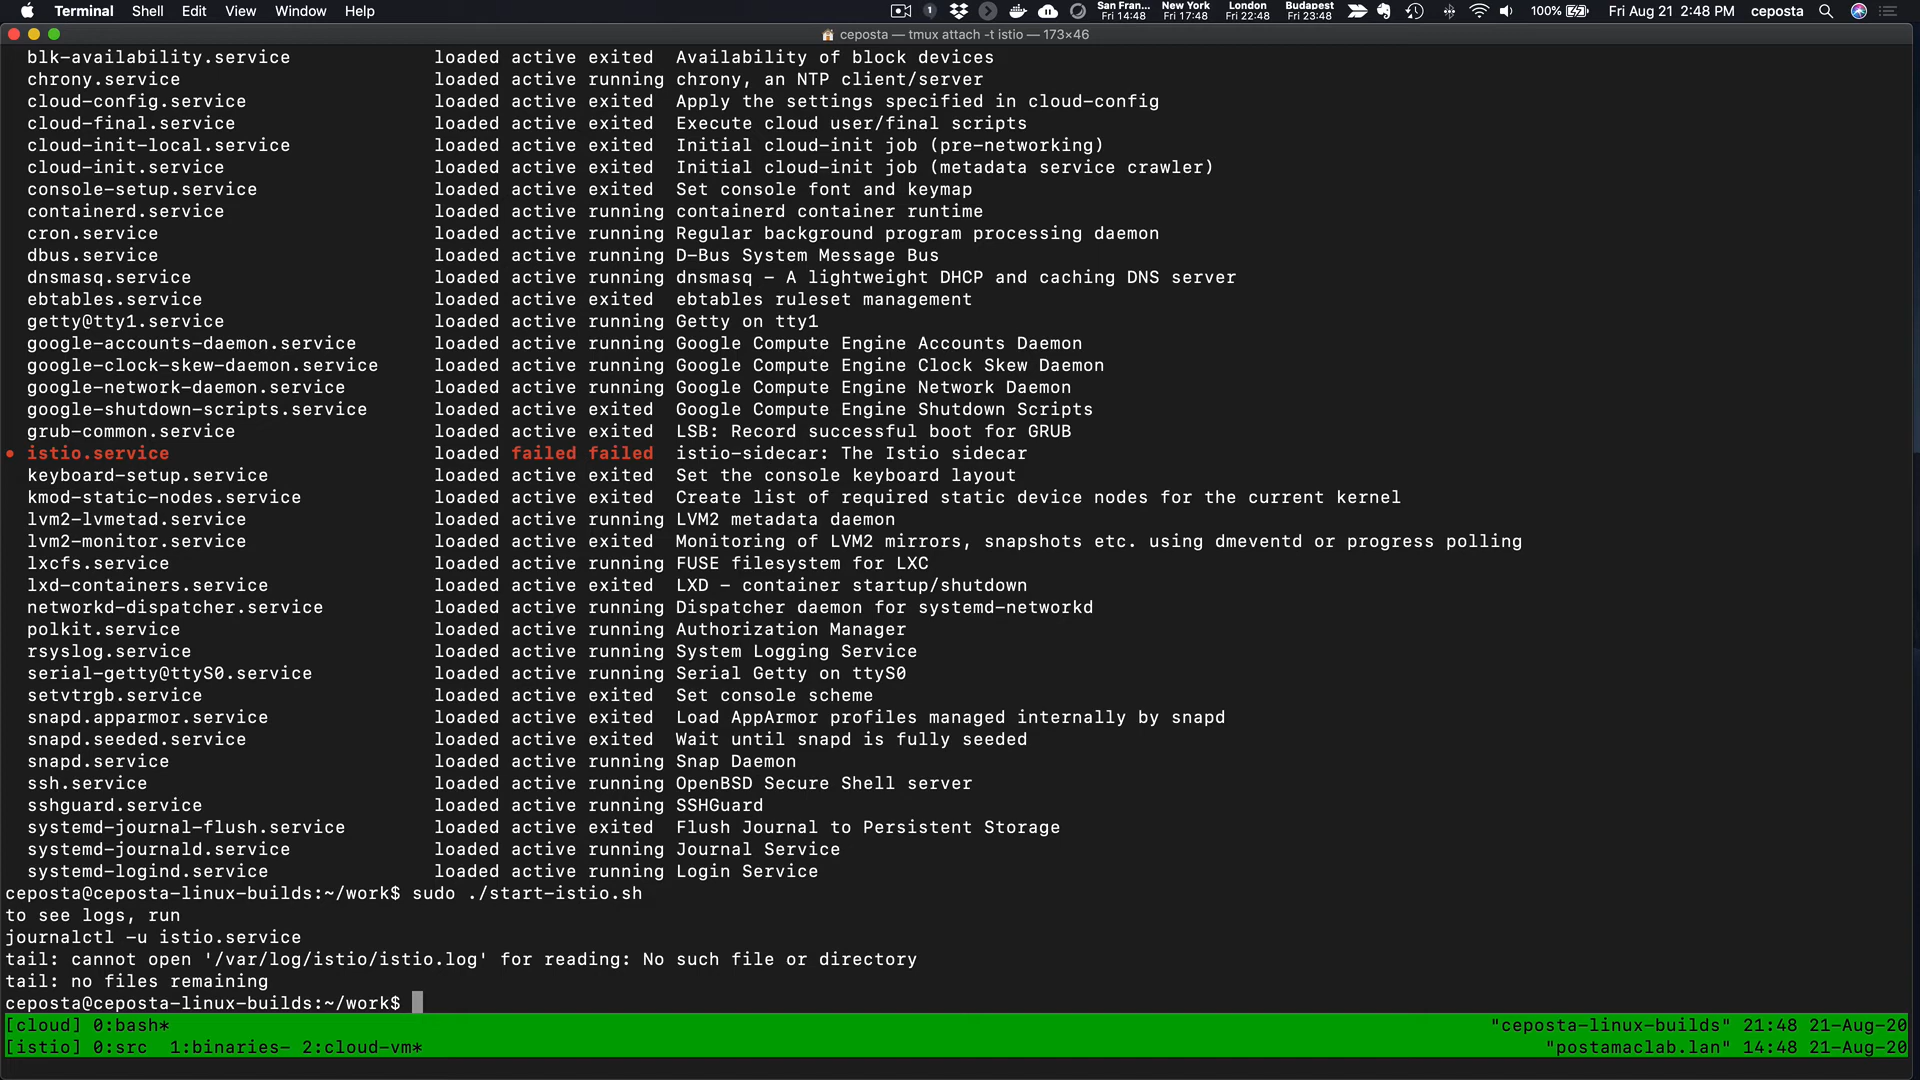 Terminal Shell Edit View Window Help San Fran... Fri 14:48 New York Fri 17:48 London Fri 22:48 Budapest Fri 23:48 100% Fri Aug 21 2:48 PM ceposta
ceposta — tmux attach -t istio — 173×46
blk-availability.service loaded active exited Availability of block devices
chrony.service loaded active running chrony, an NTP client/server
cloud-config.service loaded active exited Apply the settings specified in cloud-config
cloud-final.service loaded active exited Execute cloud user/final scripts
cloud-init-local.service loaded active exited Initial cloud-init job (pre-networking)
cloud-init.service loaded active exited Initial cloud-init job (metadata service crawler)
console-setup.service loaded active exited Set console font and keymap
containerd.service loaded active running containerd container runtime
cron.service loaded active running Regular background program processing daemon
dbus.service loaded active running D-Bus System Message Bus
dnsmasq.service loaded active running dnsmasq - A lightweight DHCP and caching DNS server
ebtables.service loaded active exited ebtables ruleset management
getty@tty1.service loaded active running Getty on tty1
google-accounts-daemon.service loaded active running Google Compute Engine Accounts Daemon
google-clock-skew-daemon.service loaded active running Google Compute Engine Clock Skew Daemon
google-network-daemon.service loaded active running Google Compute Engine Network Daemon
google-shutdown-scripts.service loaded active exited Google Compute Engine Shutdown Scripts
grub-common.service loaded active exited LSB: Record successful boot for GRUB
● istio.service loaded failed failed istio-sidecar: The Istio sidecar
keyboard-setup.service loaded active exited Set the console keyboard layout
kmod-static-nodes.service loaded active exited Create list of required static device nodes for the current kernel
lvm2-lvmetad.service loaded active running LVM2 metadata daemon
lvm2-monitor.service loaded active exited Monitoring of LVM2 mirrors, snapshots etc. using dmeventd or progress polling
lxcfs.service loaded active running FUSE filesystem for LXC
lxd-containers.service loaded active exited LXD - container startup/shutdown
networkd-dispatcher.service loaded active running Dispatcher daemon for systemd-networkd
polkit.service loaded active running Authorization Manager
rsyslog.service loaded active running System Logging Service
serial-getty@ttyS0.service loaded active running Serial Getty on ttyS0
setvtrgb.service loaded active exited Set console scheme
snapd.apparmor.service loaded active exited Load AppArmor profiles managed internally by snapd
snapd.seeded.service loaded active exited Wait until snapd is fully seeded
snapd.service loaded active running Snap Daemon
ssh.service loaded active running OpenBSD Secure Shell server
sshguard.service loaded active running SSHGuard
systemd-journal-flush.service loaded active exited Flush Journal to Persistent Storage
systemd-journald.service loaded active running Journal Service
systemd-logind.service loaded active running Login Service
ceposta@ceposta-linux-builds:~/work$ sudo ./start-istio.sh
to see logs, run
journalctl -u istio.service
tail: cannot open '/var/log/istio/istio.log' for reading: No such file or directory
tail: no files remaining
ceposta@ceposta-linux-builds:~/work$
[cloud] 0:bash* "ceposta-linux-builds" 21:48 21-Aug-20
[istio] 0:src 1:binaries- 2:cloud-vm* "postamaclab.lan" 14:48 21-Aug-20